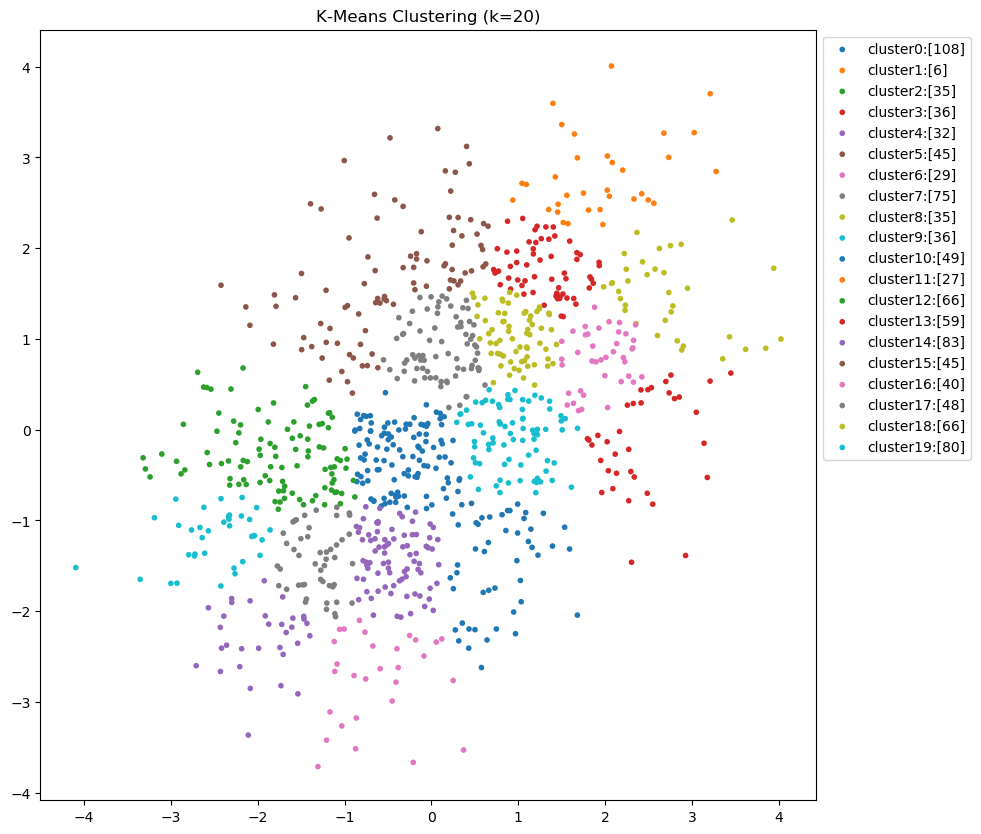 K-Means Clustering (k=20)
cluster0:[108]
cluster1:[6]
cluster2:[35]
cluster3:[36]
cluster4:[32]
cluster5:[45]
cluster6:[29]
cluster7:[75]
cluster8:[35]
cluster9:[36]
cluster10:[49]
cluster11:[27]
cluster12:[66]
cluster13:[59]
cluster14:[83]
cluster15:[45]
cluster16:[40]
cluster17:[48]
cluster18:[66]
cluster19:[80]
4
3
2
1
0
−1
−2
−3
−4
−4 −3 −2 −1 0 1 2 3 4